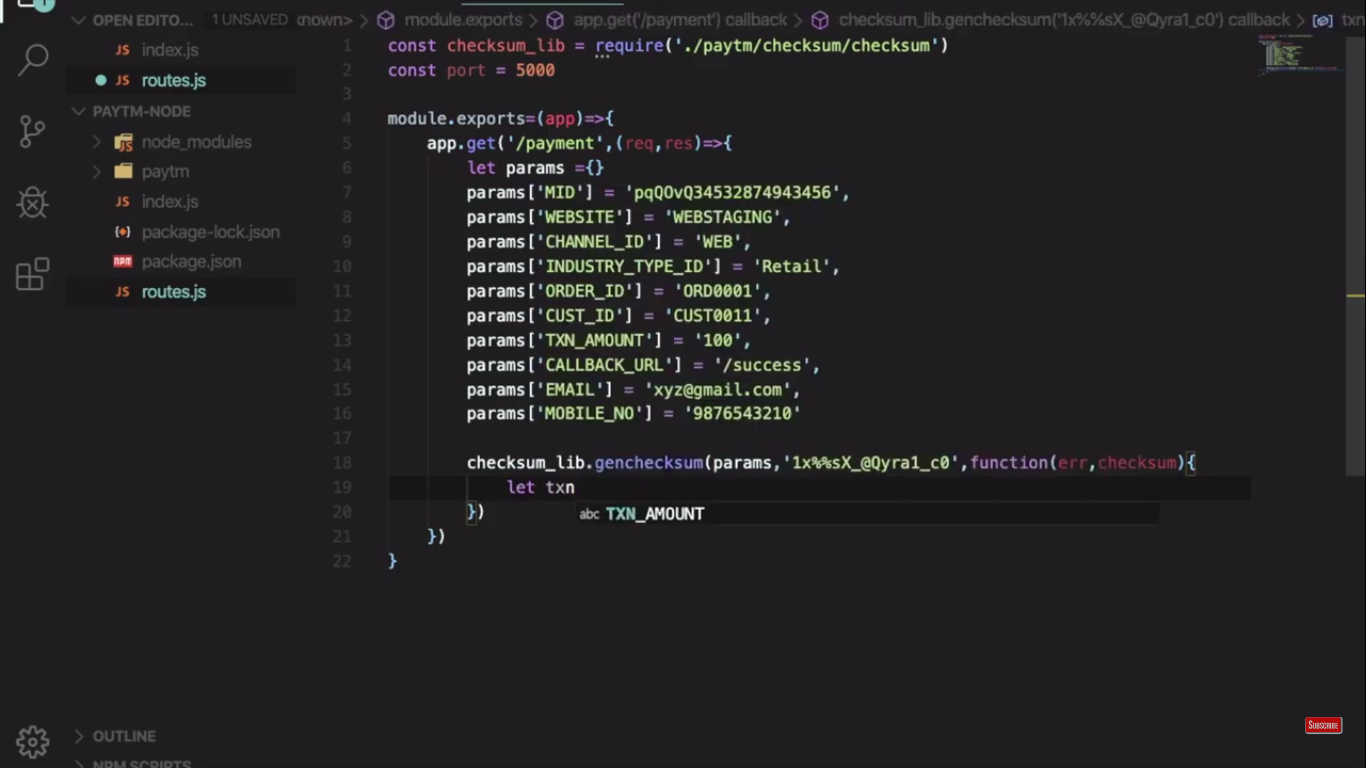 OPEN EDITO... 1 UNSAVED
known> > module.exports > app.get('/payment') callback > checksum_lib.genchecksum('1x%%sX_@Qyra1_c0') callback > txn
JS index.js
JS routes.js
PAYTM-NODE
node_modules
paytm
JS index.js
package-lock.json
npm package.json
JS routes.js
1 const checksum_lib = require('./paytm/checksum/checksum')
2 const port = 5000
3
4 module.exports=(app)=>{
5 app.get('/payment',(req,res)=>{
6 let params ={}
7 params['MID'] = 'pqQOvQ34532874943456',
8 params['WEBSITE'] = 'WEBSTAGING',
9 params['CHANNEL_ID'] = 'WEB',
10 params['INDUSTRY_TYPE_ID'] = 'Retail',
11 params['ORDER_ID'] = 'ORD0001',
12 params['CUST_ID'] = 'CUST0011',
13 params['TXN_AMOUNT'] = '100',
14 params['CALLBACK_URL'] = '/success',
15 params['EMAIL'] = 'xyz@gmail.com',
16 params['MOBILE_NO'] = '9876543210'
17
18 checksum_lib.genchecksum(params,'1x%%sX_@Qyra1_c0',function(err,checksum){
19 let txn
20 })
abc TXN_AMOUNT
21 })
22 }
OUTLINE
NPM SCRIPTS
SUBSCRIBE